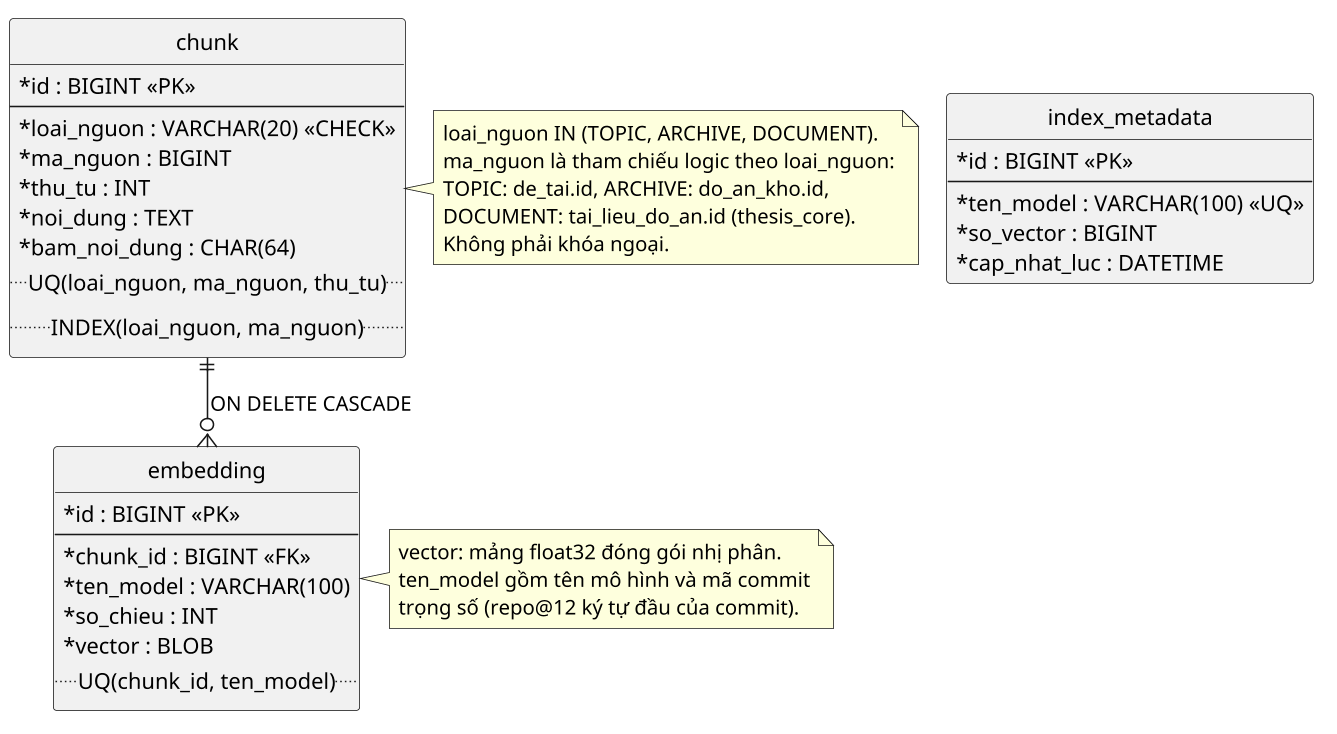 chunk
*id : BIGINT «PK»
*loai_nguon : VARCHAR(20) «CHECK»
*ma_nguon : BIGINT
*thu_tu : INT
*noi_dung : TEXT
*bam_noi_dung : CHAR(64)
UQ(loai_nguon, ma_nguon, thu_tu)
INDEX(loai_nguon, ma_nguon)
loai_nguon IN (TOPIC, ARCHIVE, DOCUMENT).
ma_nguon là tham chiếu logic theo loai_nguon:
TOPIC: de_tai.id, ARCHIVE: do_an_kho.id,
DOCUMENT: tai_lieu_do_an.id (thesis_core).
Không phải khóa ngoại.
index_metadata
*id : BIGINT «PK»
*ten_model : VARCHAR(100) «UQ»
*so_vector : BIGINT
*cap_nhat_luc : DATETIME
ON DELETE CASCADE
embedding
*id : BIGINT «PK»
*chunk_id : BIGINT «FK»
*ten_model : VARCHAR(100)
*so_chieu : INT
*vector : BLOB
UQ(chunk_id, ten_model)
vector: mảng float32 đóng gói nhị phân.
ten_model gồm tên mô hình và mã commit
trọng số (repo@12 ký tự đầu của commit).